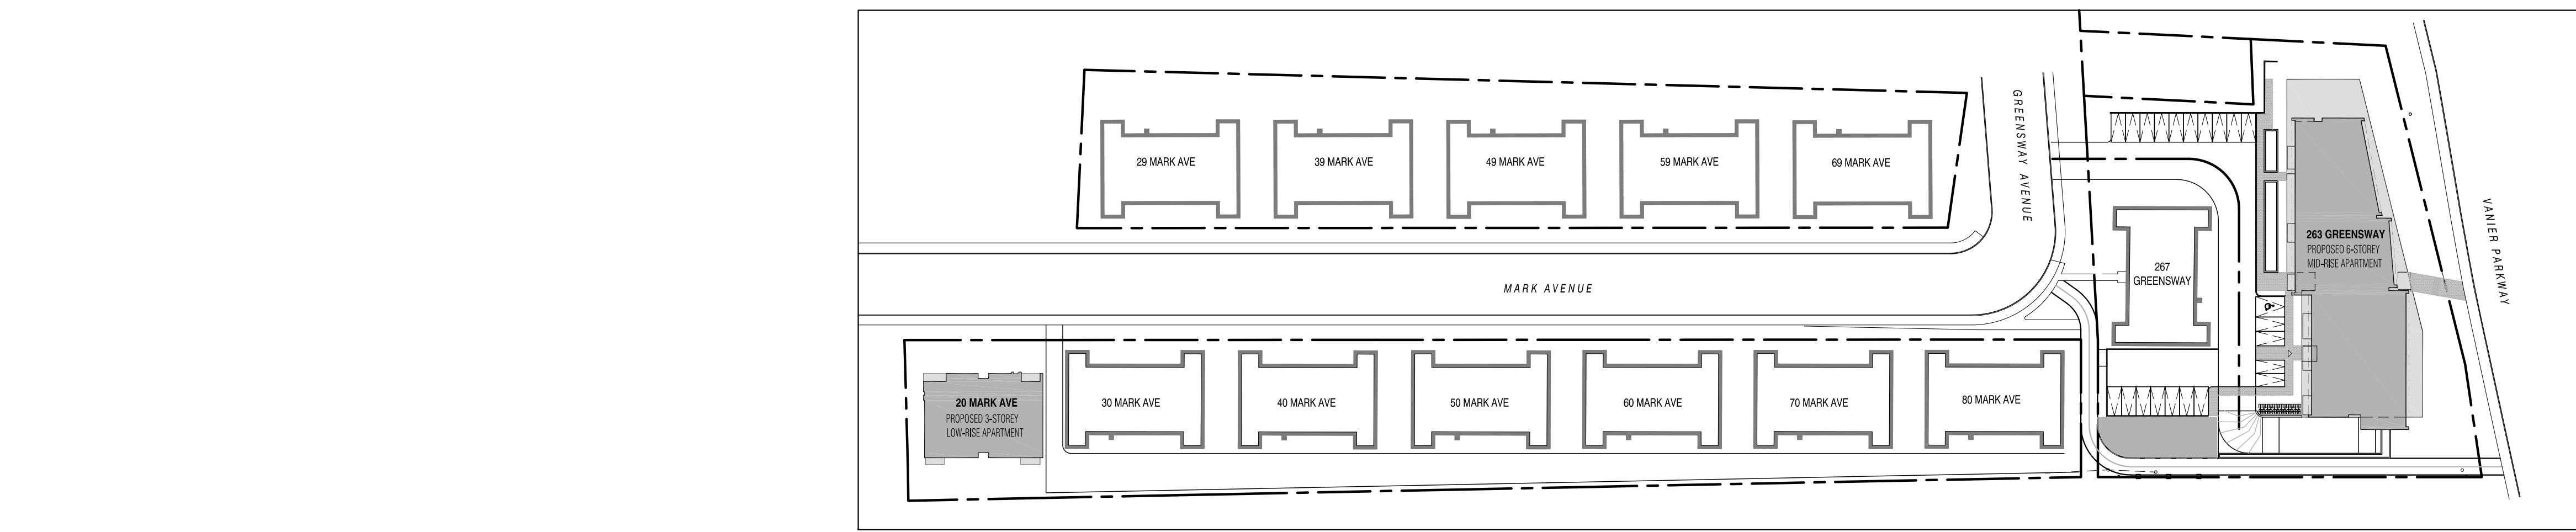 29 MARK AVE
39 MARK AVE
49 MARK AVE
59 MARK AVE
69 MARK AVE
GREENSWAY AVENUE
VANIER PARKWAY
263 GREENSWAY
PROPOSED 6-STOREY
MID-RISE APARTMENT
267
GREENSWAY
MARK AVENUE
20 MARK AVE
PROPOSED 3-STOREY
LOW-RISE APARTMENT
30 MARK AVE
40 MARK AVE
50 MARK AVE
60 MARK AVE
70 MARK AVE
80 MARK AVE